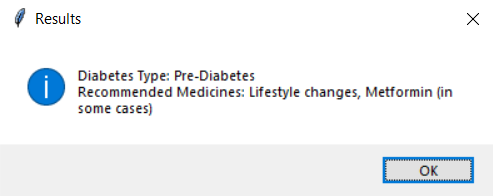 Results
Diabetes Type: Pre-Diabetes
Recommended Medicines: Lifestyle changes, Metformin (in
some cases)
OK